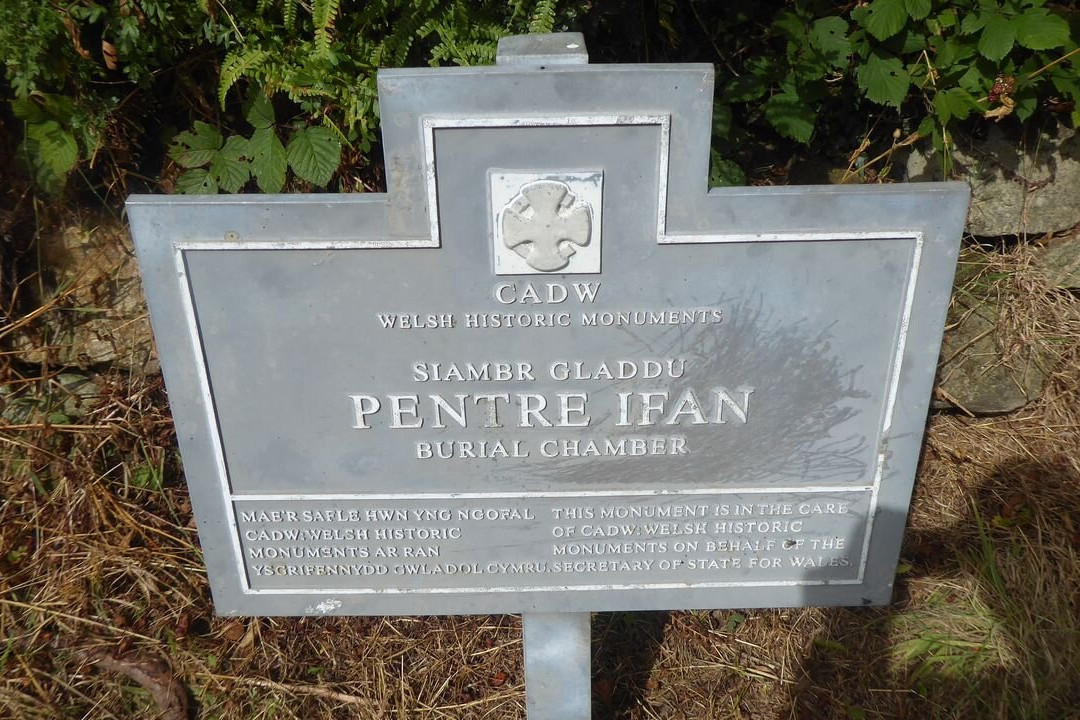 CADW
WELSH HISTORIC MONUMENTS
SIAMBR GLADDU
PENTRE IFAN
BURIAL CHAMBER
MAE'R SAFLE HWN YNG NGOFAL
CADW:WELSH HISTORIC
MONUMENTS AR RAN
YSGRIFENNYDD GWLADOL CYMRU.
THIS MONUMENT IS IN THE CARE
OF CADW:WELSH HISTORIC
MONUMENTS ON BEHALF OF THE
SECRETARY OF STATE FOR WALES.